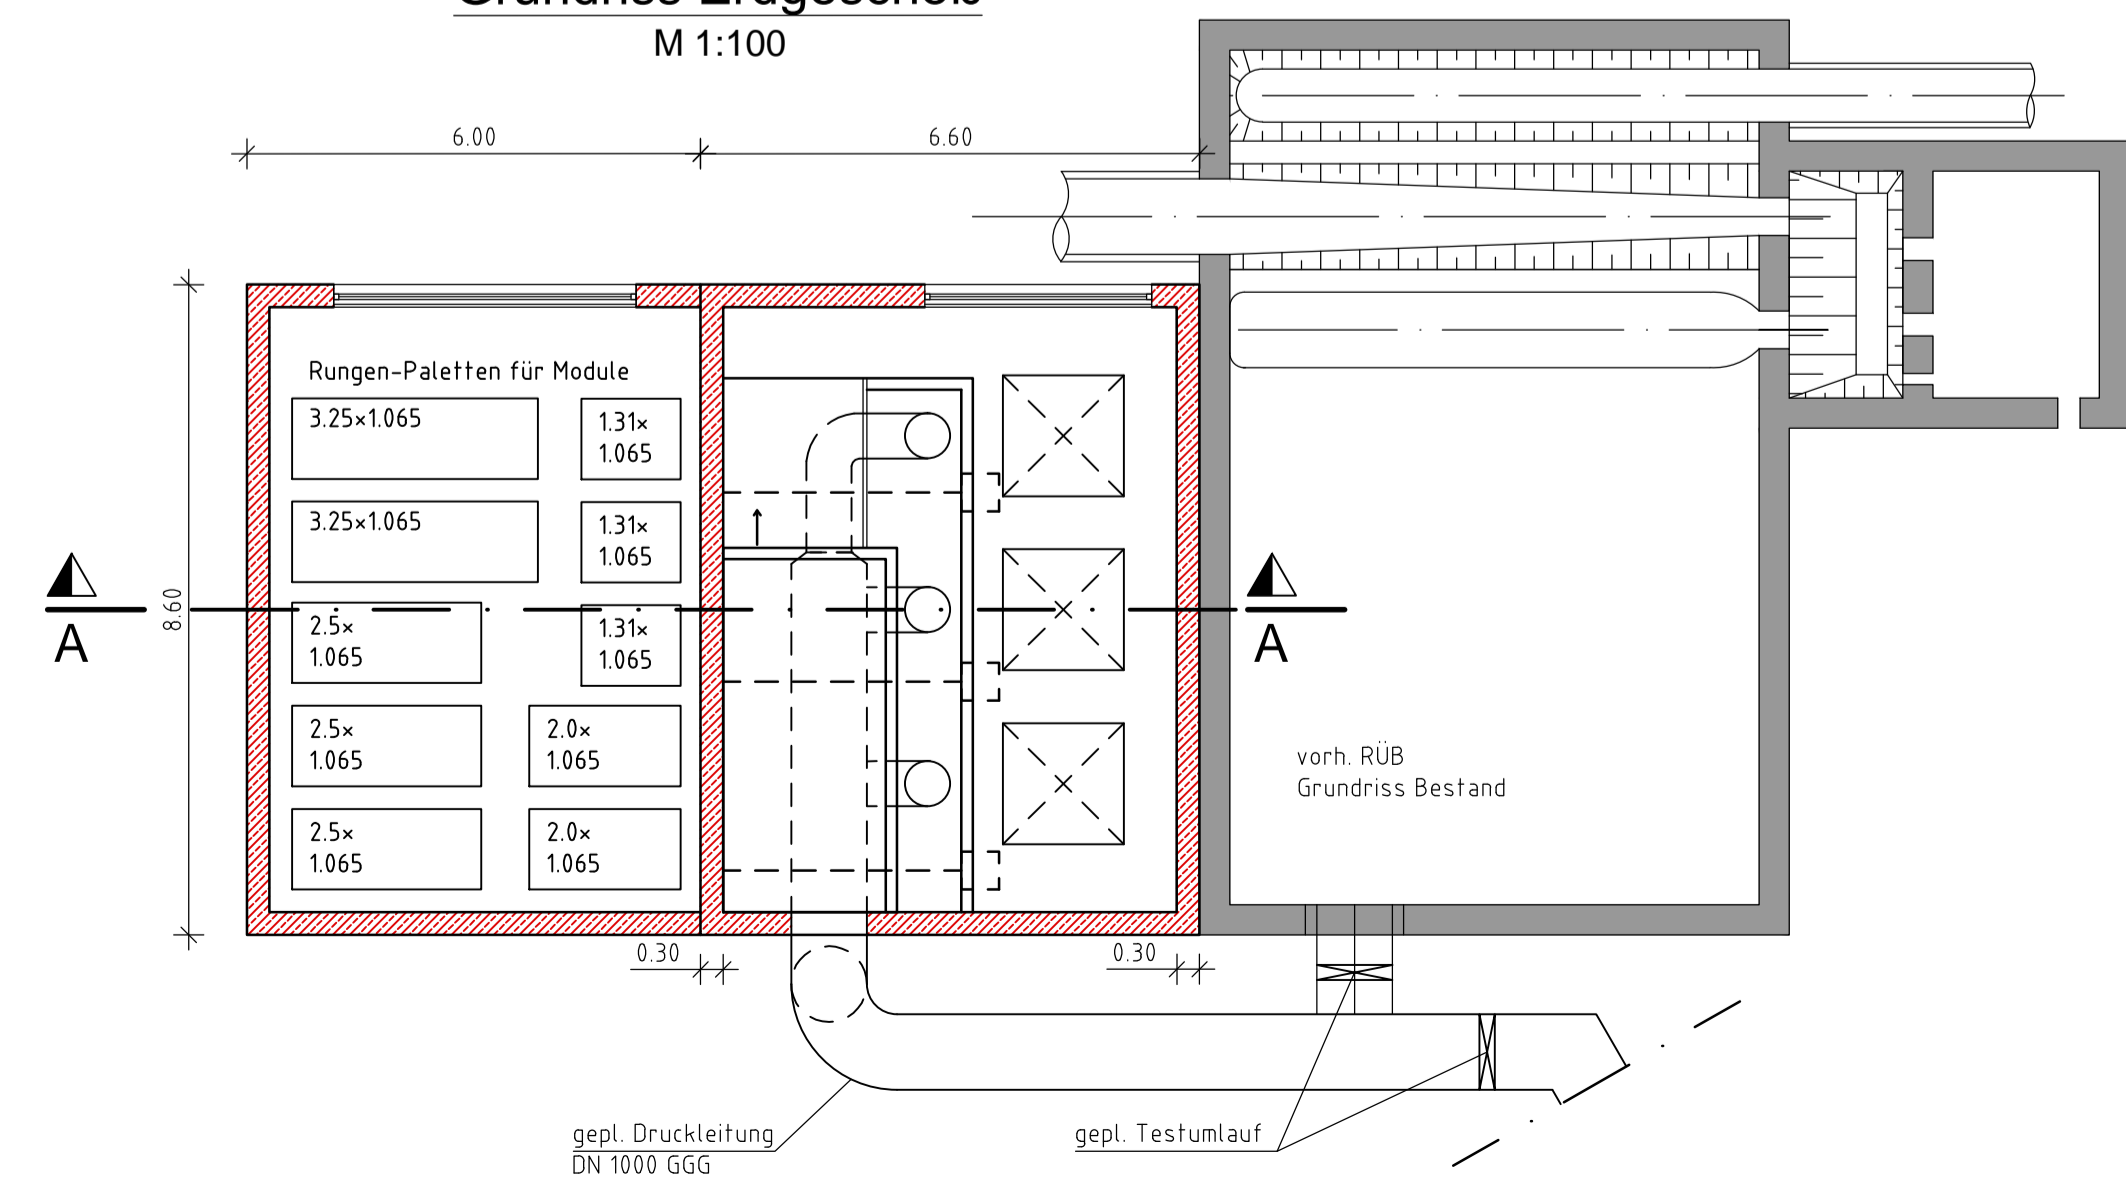 Grundriss Erdgeschoß
M 1:100
6.00
6.60
8.60
Rungen-Paletten für Module
3.25×1.065
1.31×
1.065
3.25×1.065
1.31×
1.065
2.5×
1.065
1.31×
1.065
2.5×
1.065
2.0×
1.065
2.5×
1.065
2.0×
1.065
A
A
vorh. RÜB
Grundriss Bestand
0.30
0.30
gepl. Druckleitung
DN 1000 GGG
gepl. Testumlauf